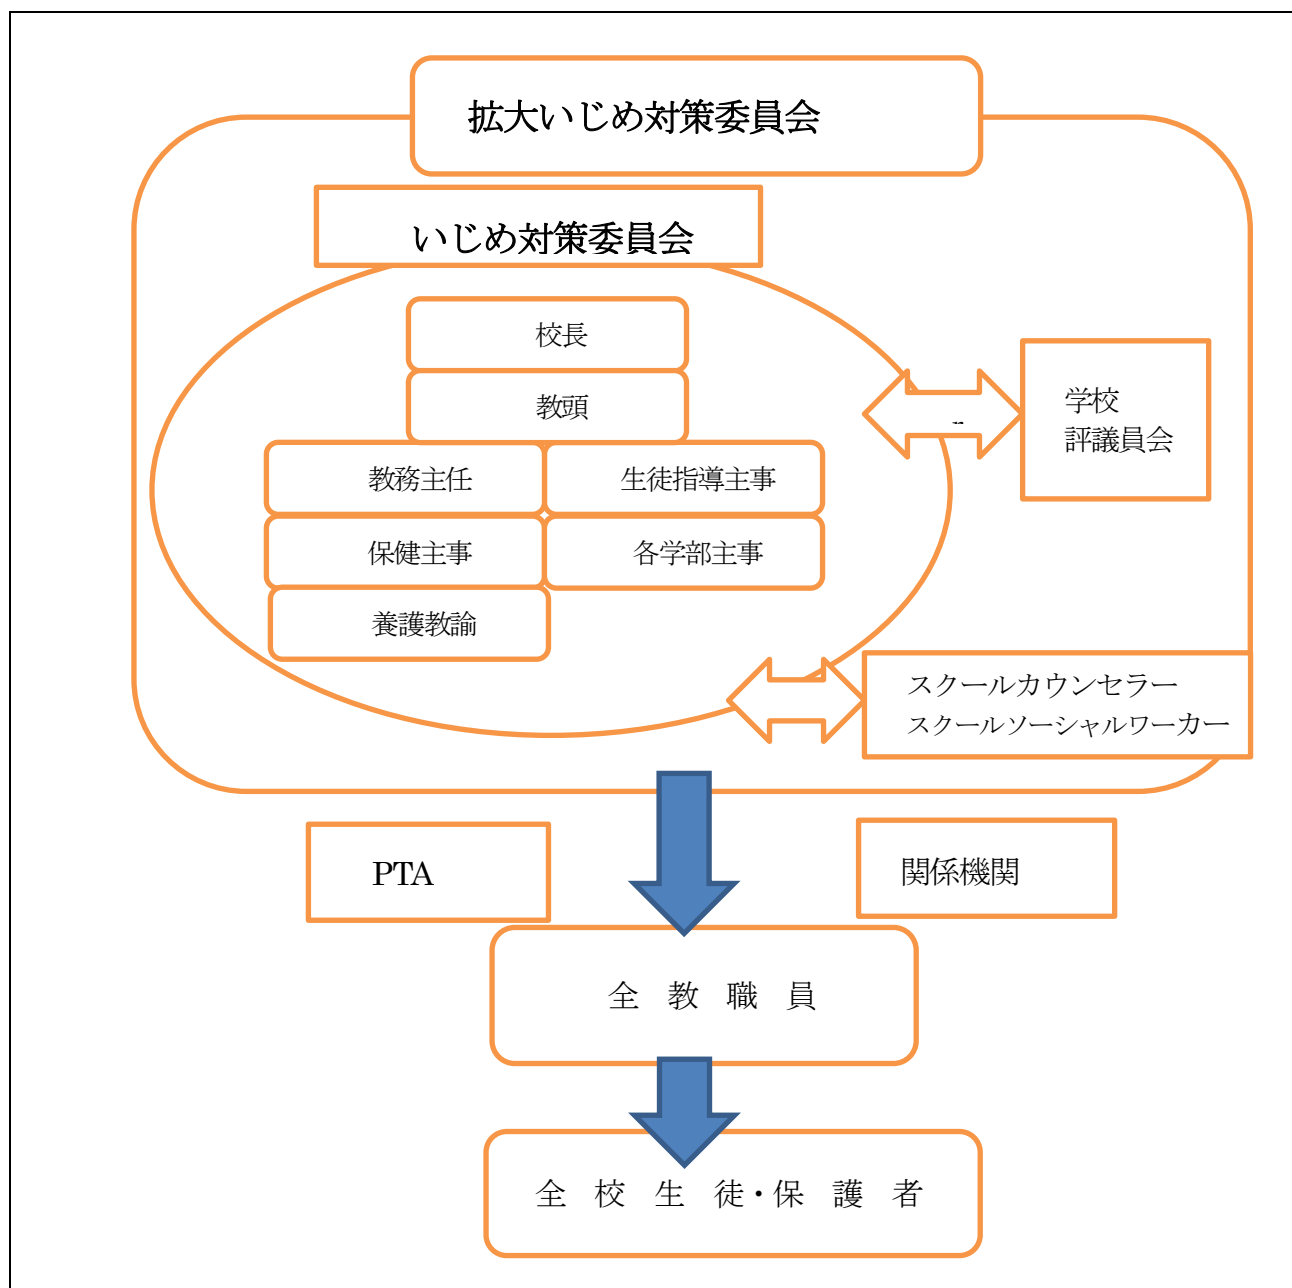 拡大いじめ対策委員会
いじめ対策委員会
校長
教頭
教務主任
生徒指導主事
保健主事
各学部主事
養護教諭
学校
評議員会
スクールカウンセラー
スクールソーシャルワーカー
PTA
関係機関
全 教 職 員
全 校 生 徒・保 護 者